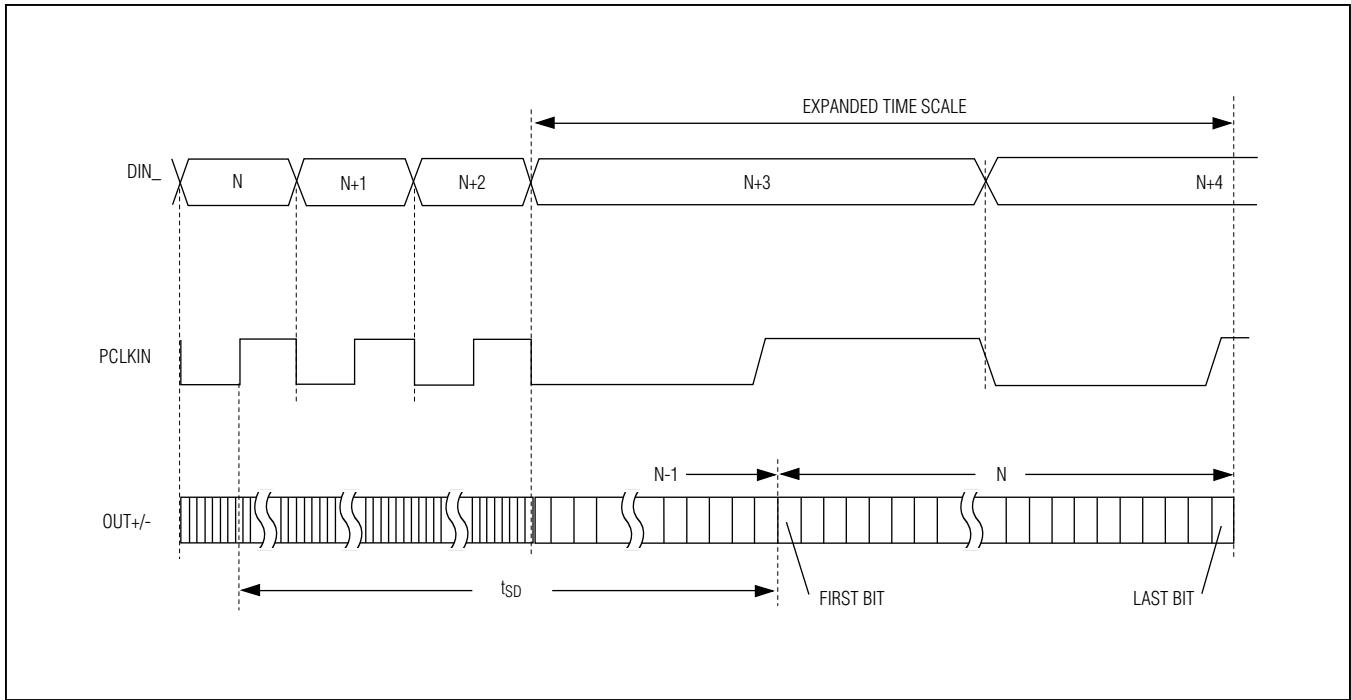 EXPANDED TIME SCALE
DIN_
N
N+1
N+2
N+3
N+4
PCLKIN
N-1
N
OUT+/-
tSD
FIRST BIT
LAST BIT